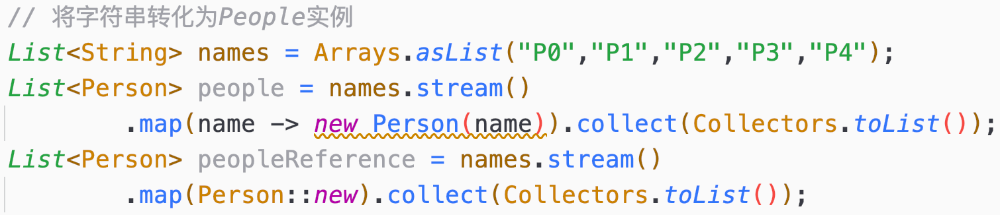 // 将字符串转化为People实例
List<String> names = Arrays.asList("P0","P1","P2","P3","P4");
List<Person> people = names.stream()
        .map(name -> new Person(name)).collect(Collectors.toList());
List<Person> peopleReference = names.stream()
        .map(Person::new).collect(Collectors.toList());